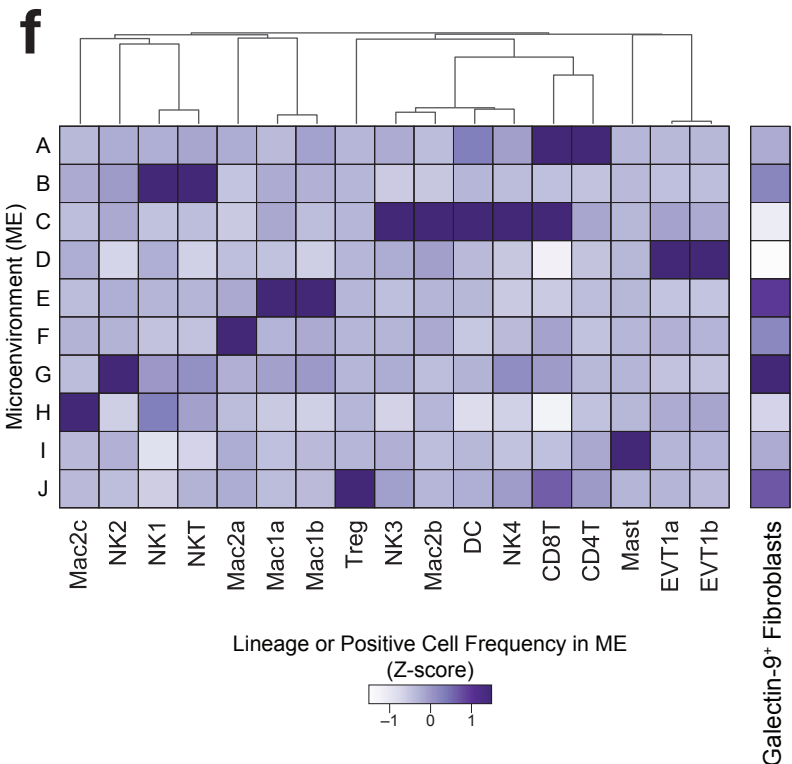 f
Microenvironment (ME)
A
B
C
D
E
F
G
H
I
J
Mac2c
NK2
NK1
NKT
Mac2a
Mac1a
Mac1b
Treg
NK3
Mac2b
DC
NK4
CD8T
CD4T
Mast
EVT1a
EVT1b
Galectin-9⁺ Fibroblasts
Lineage or Positive Cell Frequency in ME
(Z-score)
–1 0 1